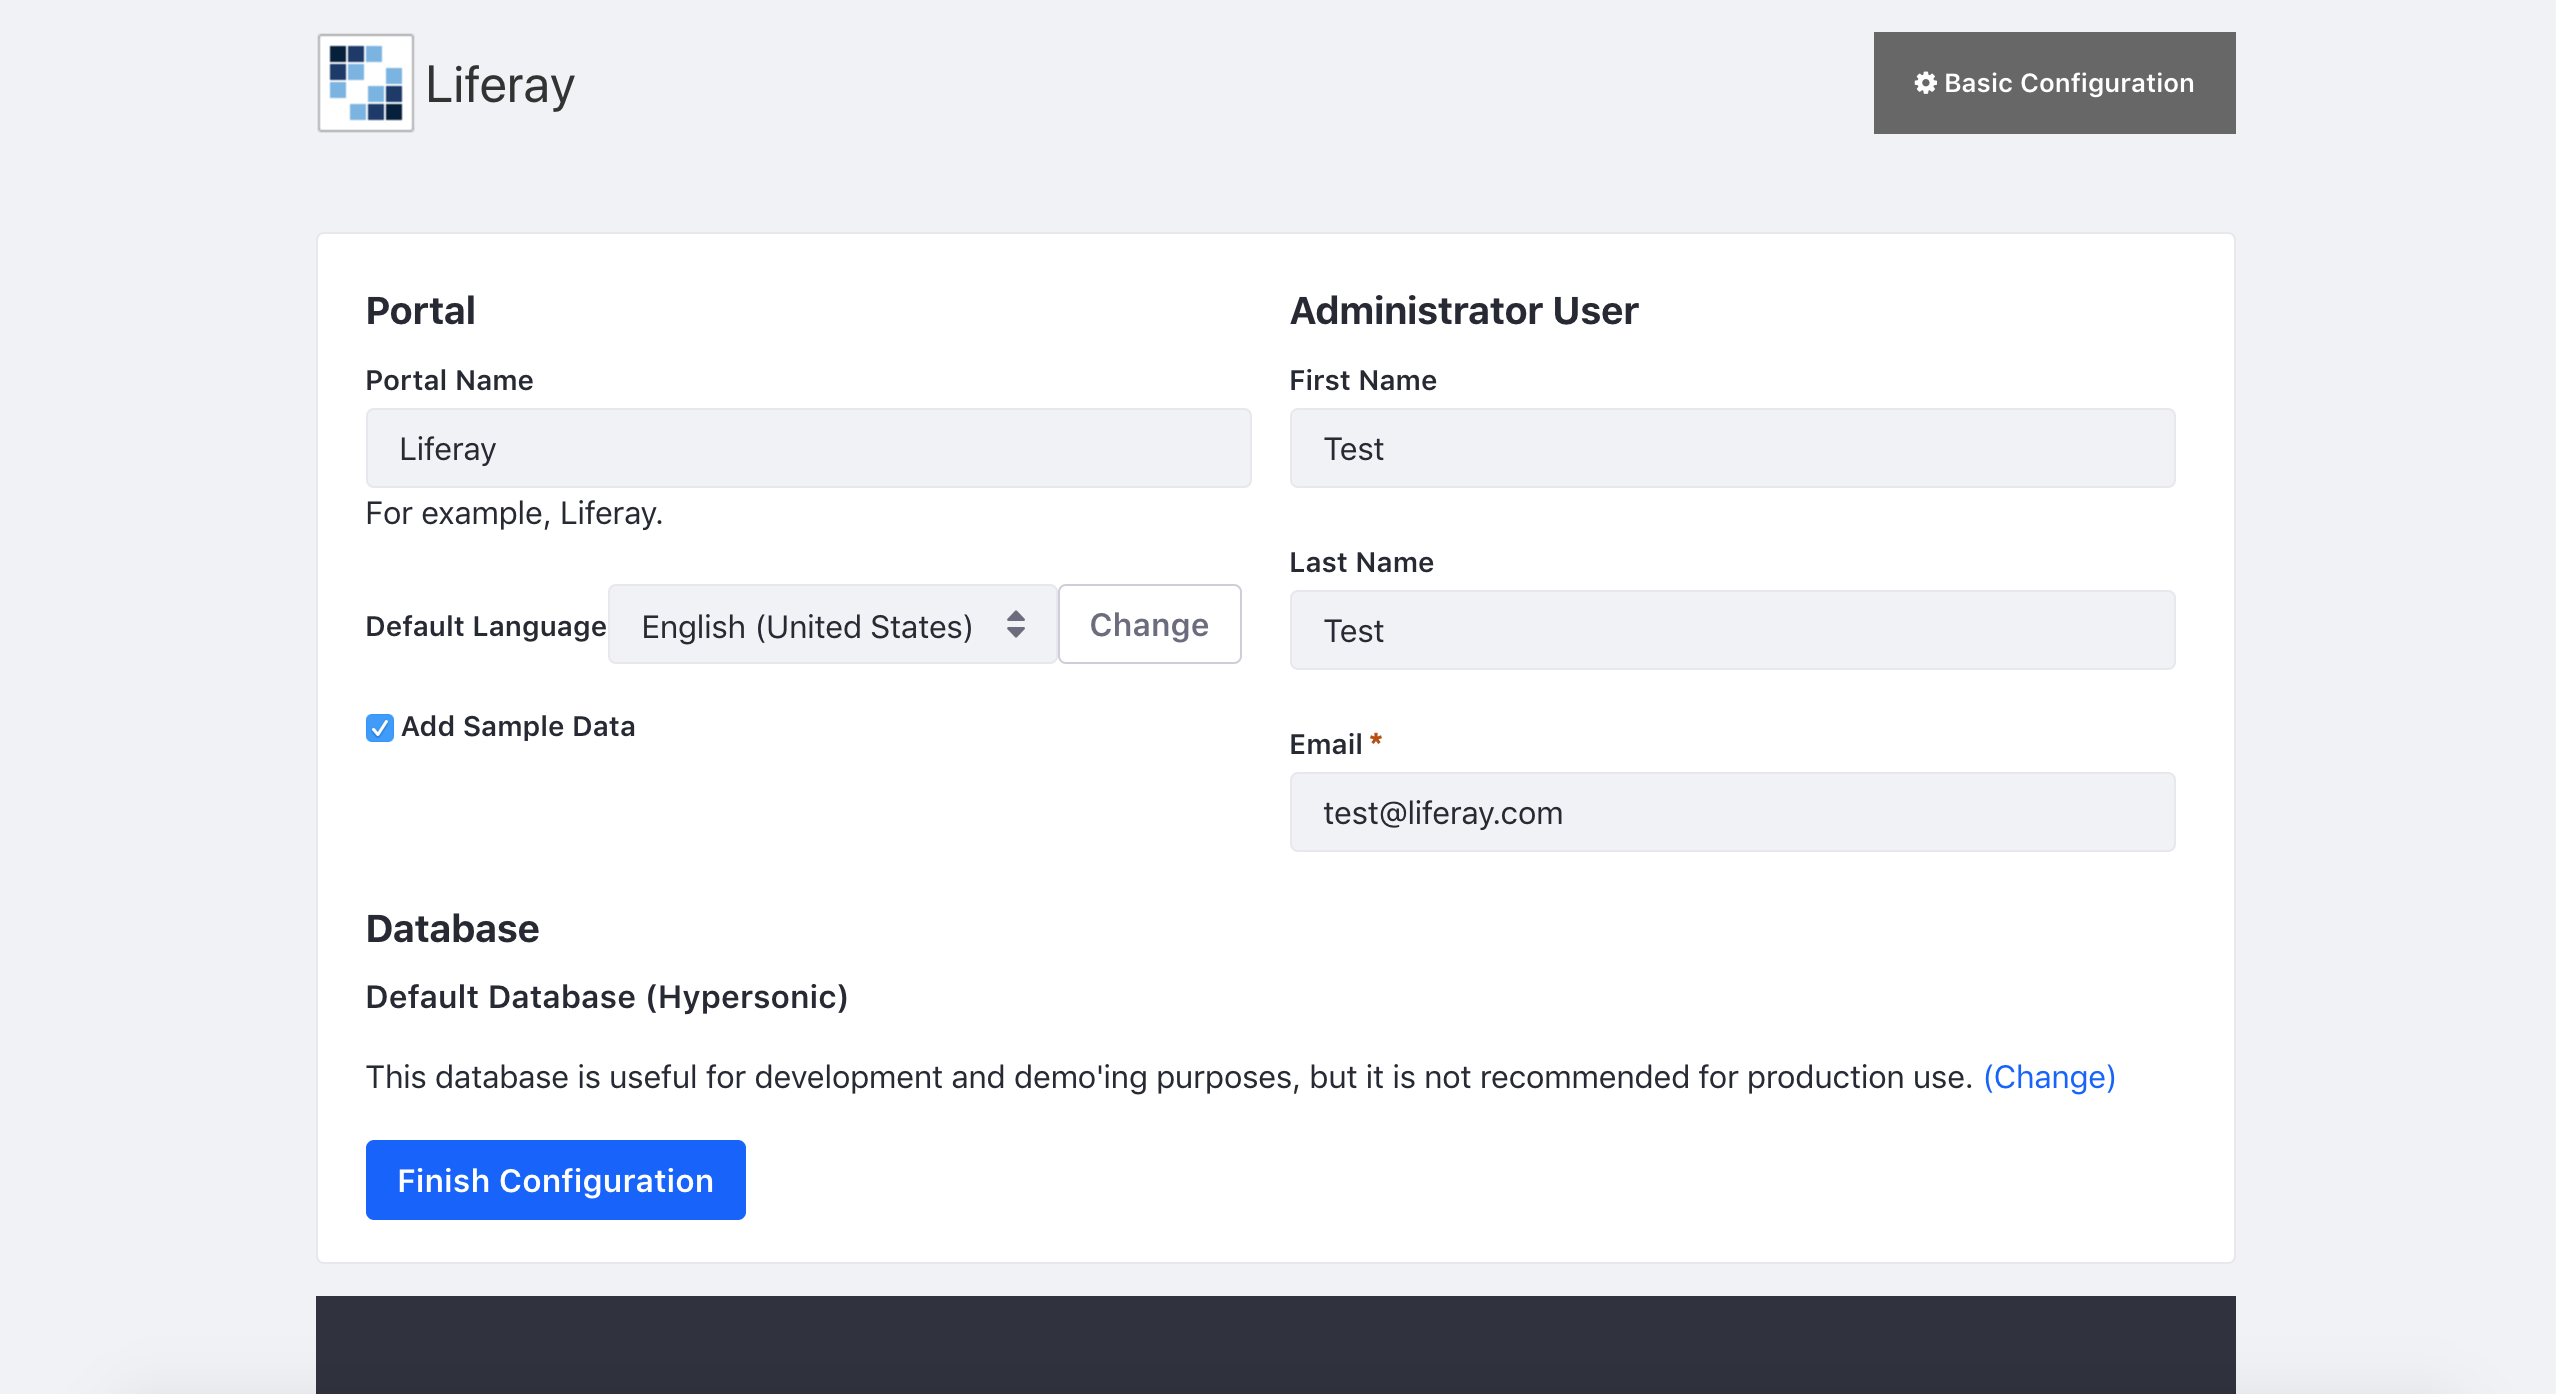 Liferay
Basic Configuration
Portal
Portal Name
Liferay
For example, Liferay.
Default Language English (United States) Change
Add Sample Data
Administrator User
First Name
Test
Last Name
Test
Email *
test@liferay.com
Database
Default Database (Hypersonic)
This database is useful for development and demo'ing purposes, but it is not recommended for production use. (Change)
Finish Configuration